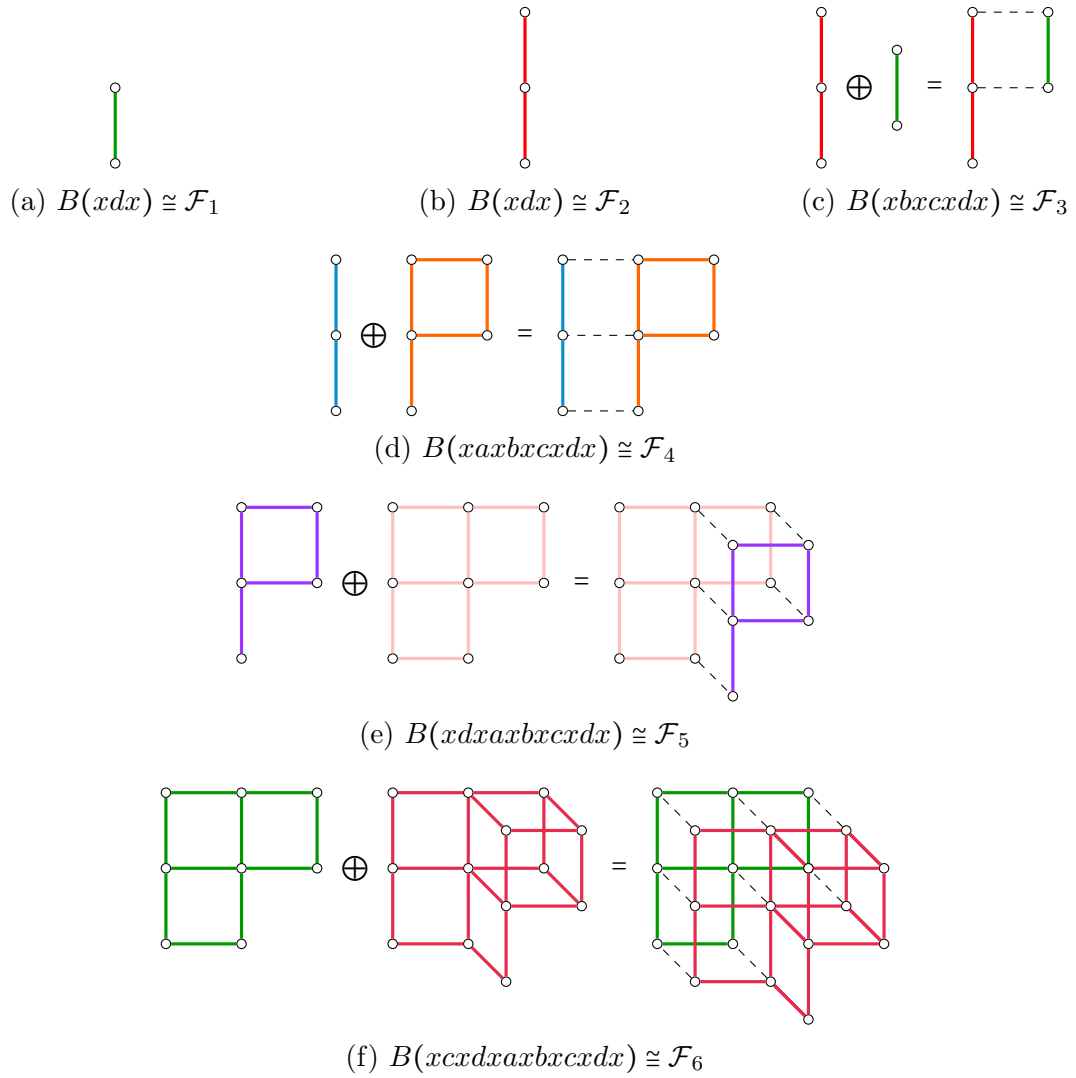 ⊕ =
(a) B(xdx) ≅ ℱ₁ (b) B(xdx) ≅ ℱ₂ (c) B(xbxcxdx) ≅ ℱ₃
⊕ =
(d) B(xaxbxcxdx) ≅ ℱ₄
⊕ =
(e) B(xdxaxbxcxdx) ≅ ℱ₅
⊕ =
(f) B(xcxdxaxbxcxdx) ≅ ℱ₆